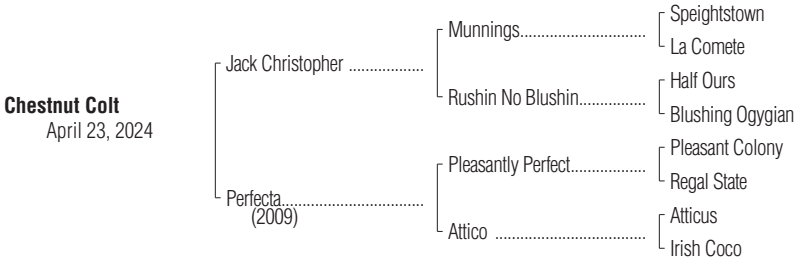 Speightstown
Munnings..............................
La Comete
Jack Christopher ..................
Half Ours
Rushin No Blushin................
Blushing Ogygian
Chestnut Colt
April 23, 2024
Pleasant Colony
Pleasantly Perfect..................
Regal State
Perfecta..................................
(2009)
Atticus
Attico ....................................
Irish Coco